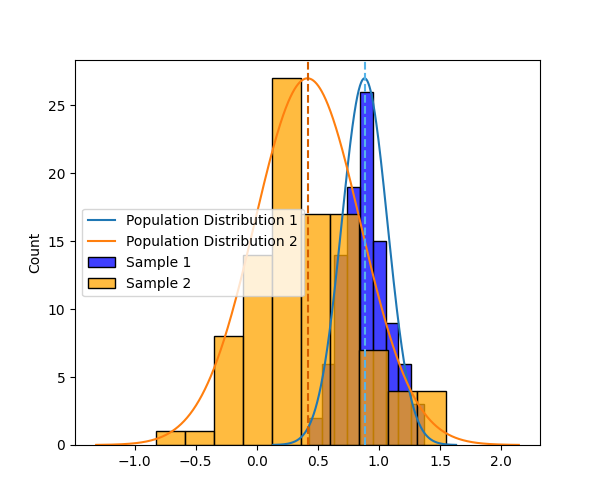 25
20
15
10
5
0
Count
Population Distribution 1
Population Distribution 2
Sample 1
Sample 2
−1.0 −0.5 0.0 0.5 1.0 1.5 2.0